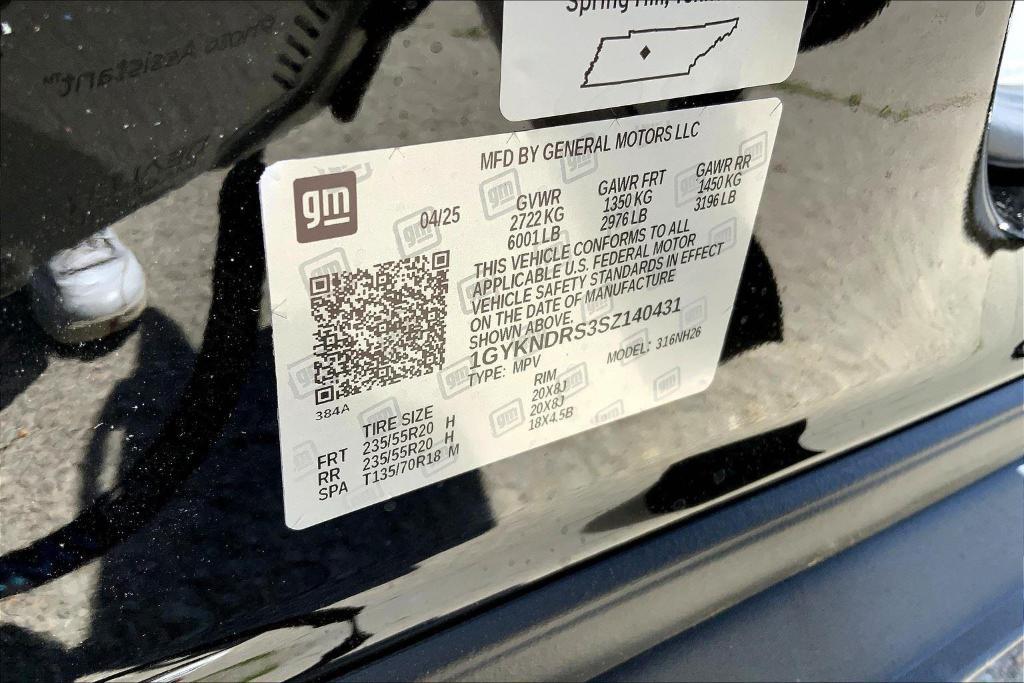 Spring Hill,
MFD BY GENERAL MOTORS LLC
gm
04/25
GVWR
2722 KG
6001 LB
GAWR FRT
1350 KG
2976 LB
GAWR RR
1450 KG
3196 LB
THIS VEHICLE CONFORMS TO ALL
APPLICABLE U.S. FEDERAL MOTOR
VEHICLE SAFETY STANDARDS IN EFFECT
ON THE DATE OF MANUFACTURE
SHOWN ABOVE.
1GYKNDRS3SZ140431
TYPE: MPV
MODEL: 316NH26
384A
TIRE SIZE
RIM
FRT 235/55R20 H 20X8J
RR 235/55R20 H 20X8J
SPA T135/70R18 M 18X4.5B